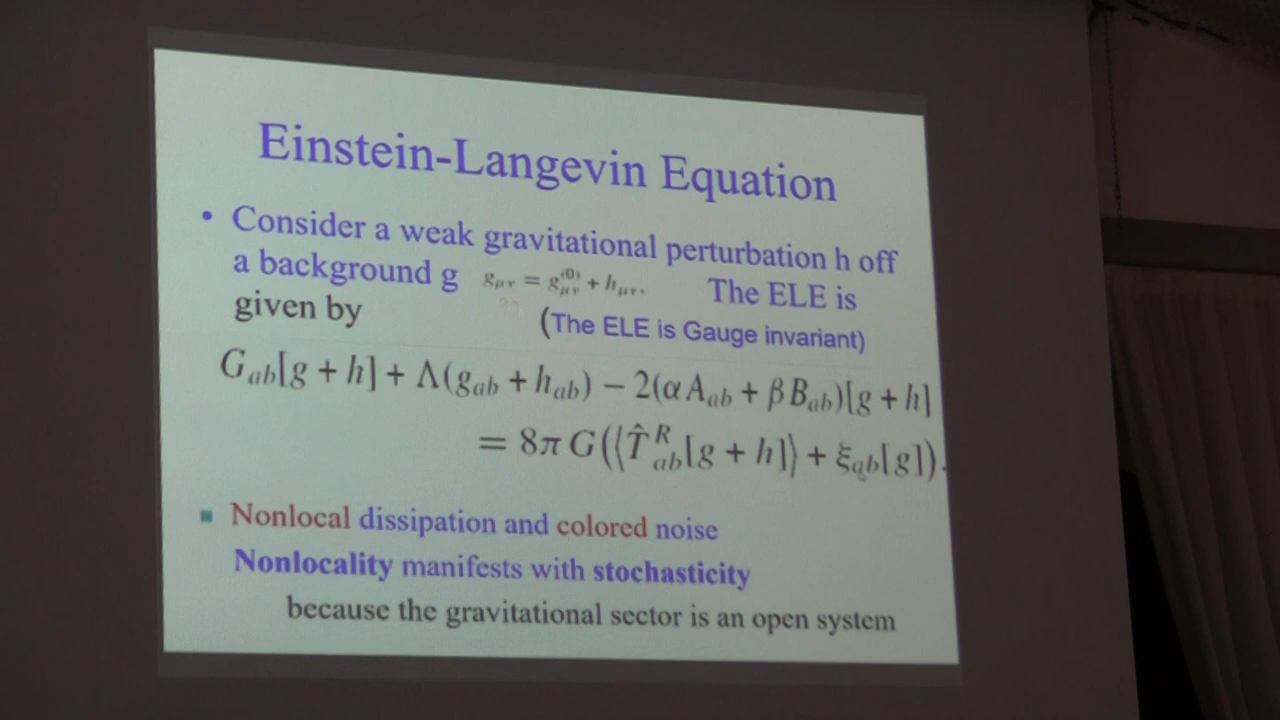 Einstein-Langevin Equation
• Consider a weak gravitational perturbation h off
a background g g_{μν} = g^{(0)}_{μν} + h_{μν}. The ELE is
given by (The ELE is Gauge invariant)
G_{ab}[g + h] + Λ(g_{ab} + h_{ab}) − 2(αA_{ab} + βB_{ab})[g + h]
= 8πG(⟨T̂^R_{ab}[g + h]⟩ + ξ_{ab}[g]).
▪ Nonlocal dissipation and colored noise
Nonlocality manifests with stochasticity
because the gravitational sector is an open system